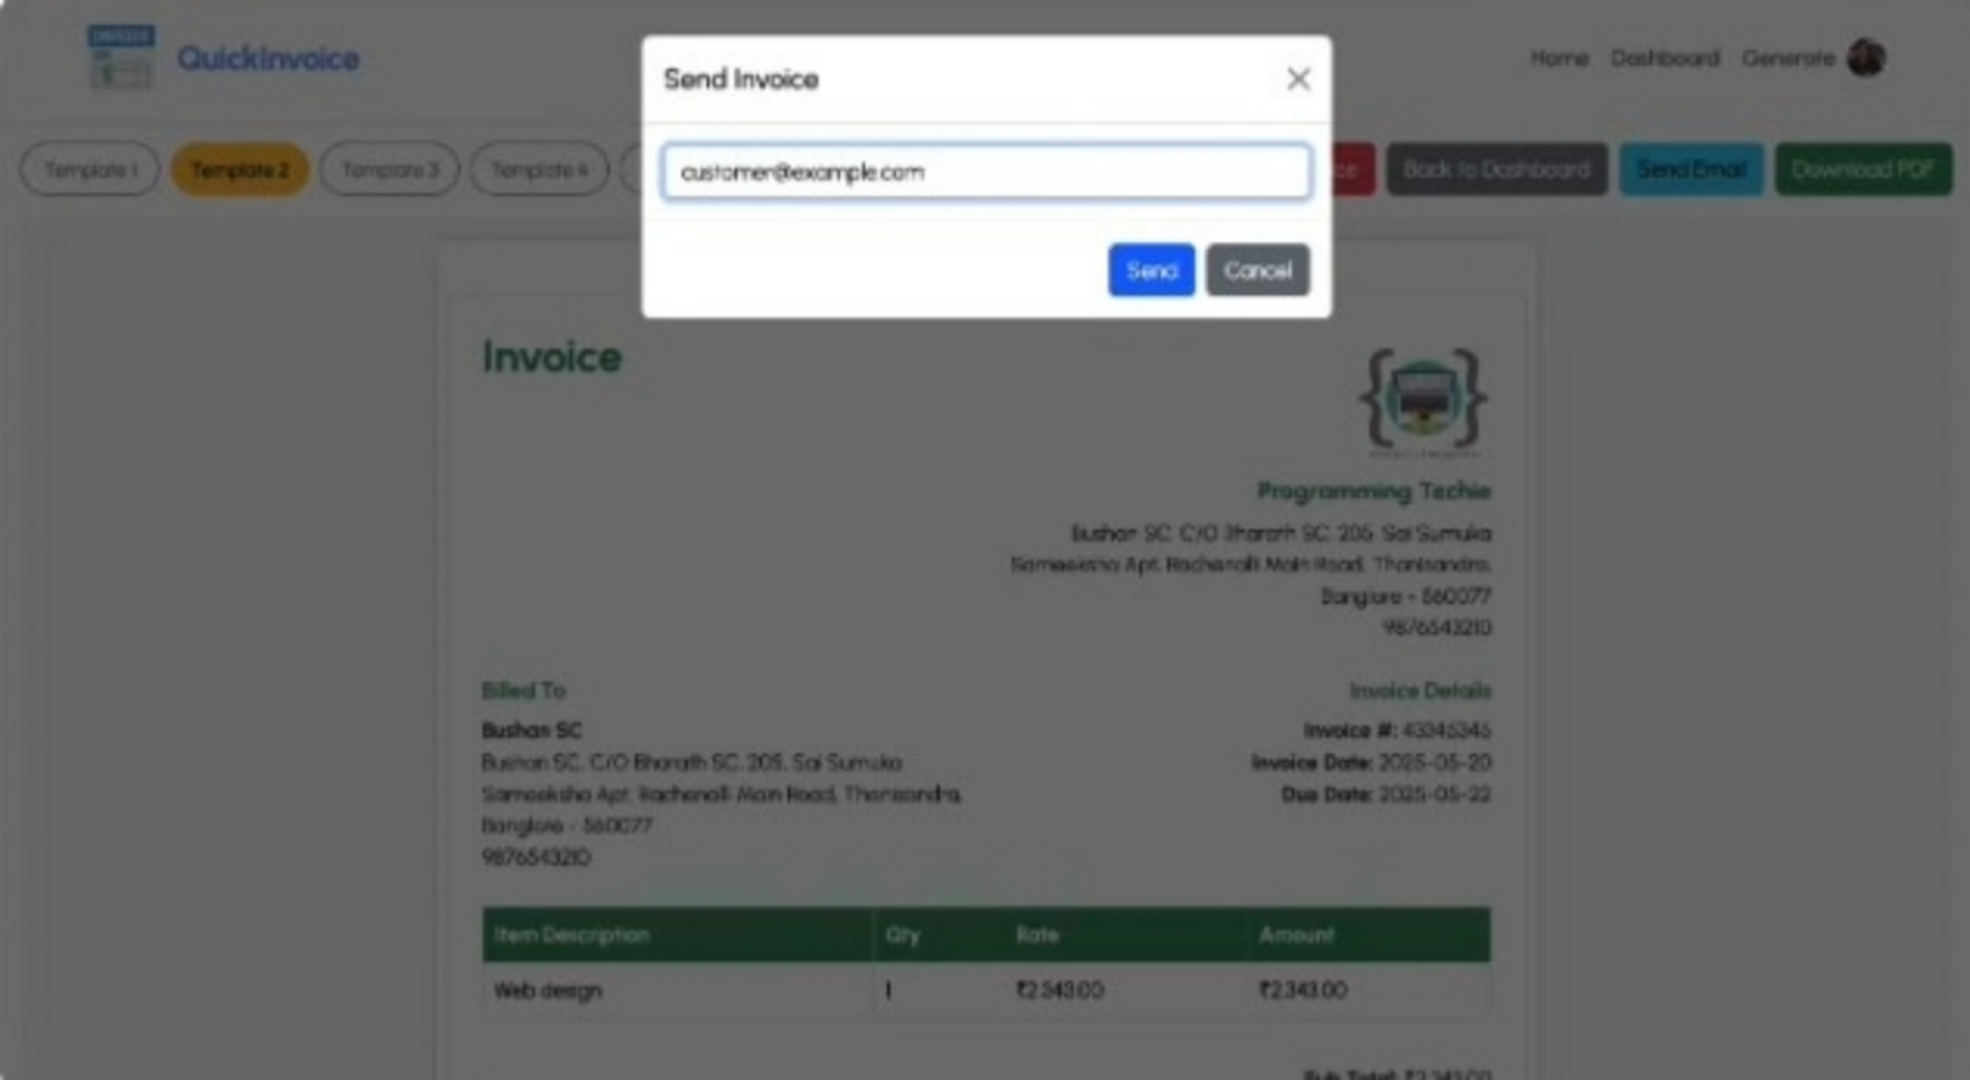 QuickInvoice
Home Dashboard Generate
Send Invoice
customer@example.com
Send Cancel
Template 1 Template 2 Template 3 Template 4
Back to Dashboard Send Email Download PDF
Invoice
Programming Techie
Bushan SC, C/O Bharath SC, 205, Sai Sumuka
Sameeksha Apt, Rachenalli Main Road, Thanisandra,
Banglore - 560077
9876543210
Billed To
Bushan SC
Bushan SC, C/O Bharath SC, 205, Sai Sumuka
Sameeksha Apt, Rachenalli Main Road, Thanisandra,
Banglore - 560077
9876543210
Invoice Details
Invoice #:
Invoice Date: 2025-05-20
Due Date: 2025-05-22
Item Description Qty Rate Amount
Web design 1 ₹2,343.00 ₹2,343.00
Sub Total: ₹2,343.00